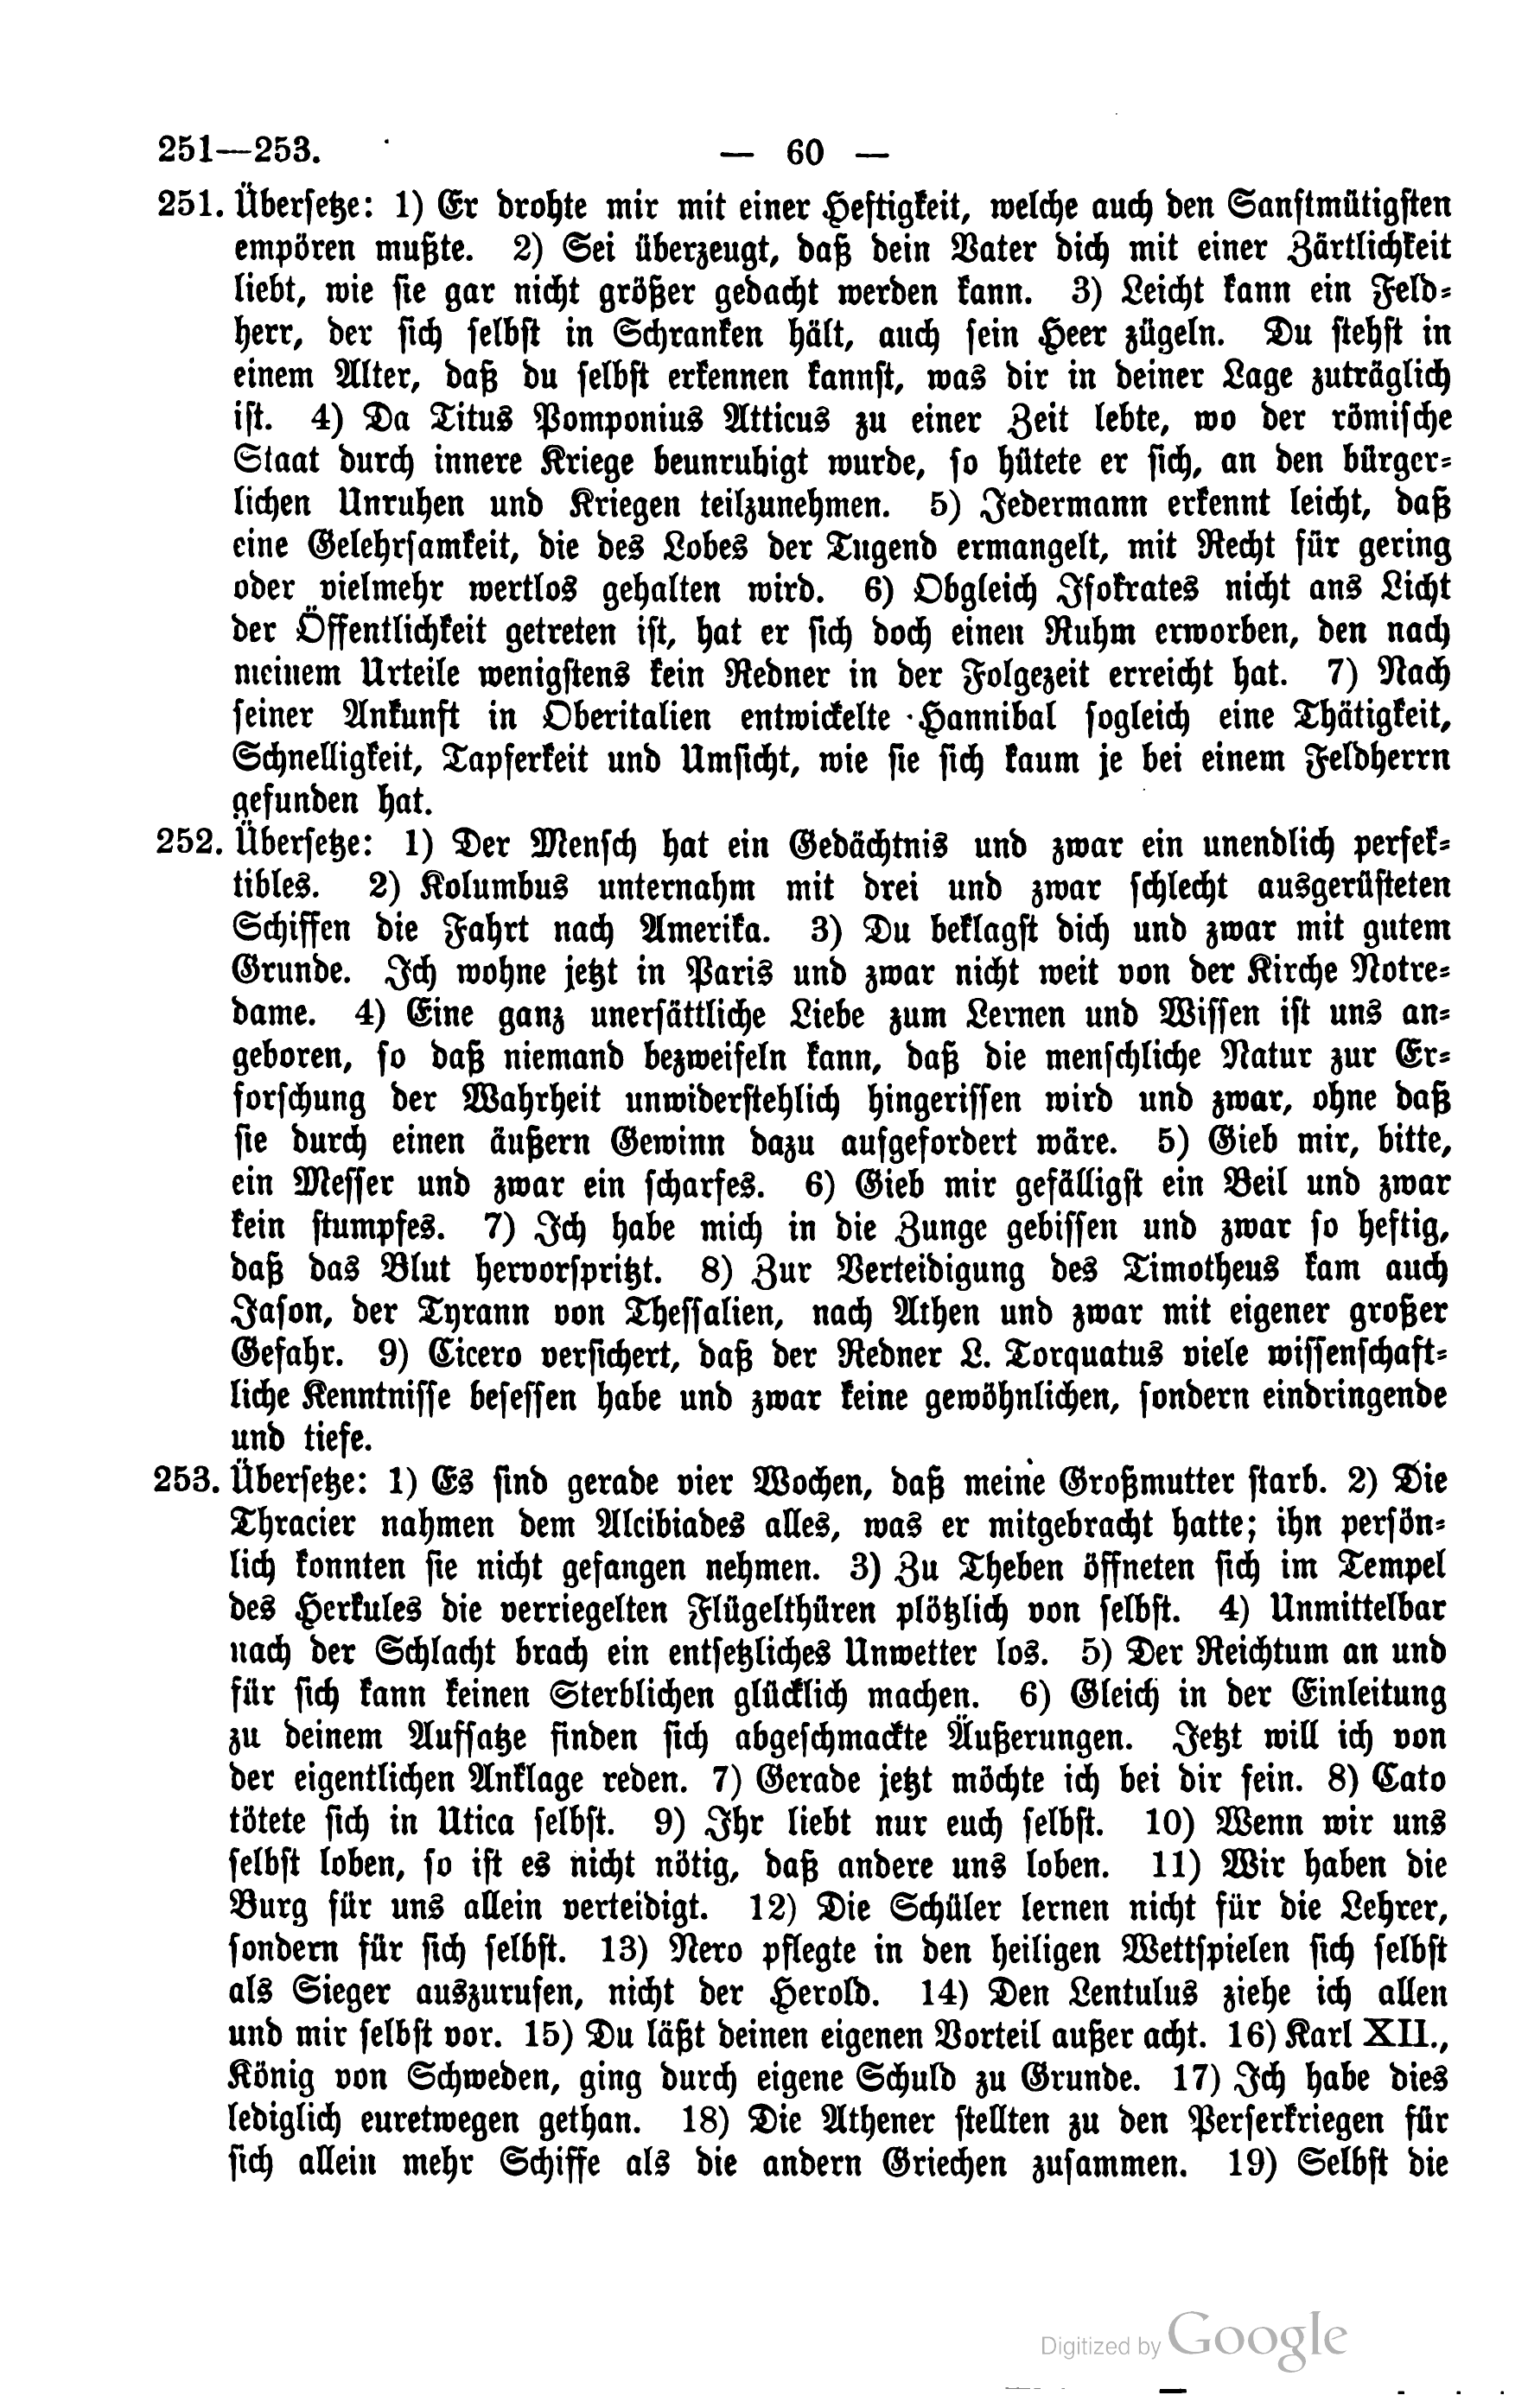 251—253.
— 60 —
251. Übersetze: 1) Er drohte mir mit einer Heftigkeit, welche auch den Sanftmütigsten
empören mußte. 2) Sei überzeugt, daß dein Vater dich mit einer Zärtlichkeit
liebt, wie sie gar nicht größer gedacht werden kann. 3) Leicht kann ein Feld-
herr, der sich selbst in Schranken hält, auch sein Heer zügeln. Du stehst in
einem Alter, daß du selbst erkennen kannst, was dir in deiner Lage zuträglich
ist. 4) Da Titus Pomponius Atticus zu einer Zeit lebte, wo der römische
Staat durch innere Kriege beunruhigt wurde, so hütete er sich, an den bürger-
lichen Unruhen und Kriegen teilzunehmen. 5) Jedermann erkennt leicht, daß
eine Gelehrsamkeit, die des Lobes der Tugend ermangelt, mit Recht für gering
oder vielmehr wertlos gehalten wird. 6) Obgleich Isokrates nicht ans Licht
der Öffentlichkeit getreten ist, hat er sich doch einen Ruhm erworben, den nach
meinem Urteile wenigstens kein Redner in der Folgezeit erreicht hat. 7) Nach
seiner Ankunft in Oberitalien entwickelte Hannibal sogleich eine Thätigkeit,
Schnelligkeit, Tapferkeit und Umsicht, wie sie sich kaum je bei einem Feldherrn
gefunden hat.
252. Übersetze: 1) Der Mensch hat ein Gedächtnis und zwar ein unendlich perfek-
tibles. 2) Kolumbus unternahm mit drei und zwar schlecht ausgerüsteten
Schiffen die Fahrt nach Amerika. 3) Du beklagst dich und zwar mit gutem
Grunde. Ich wohne jetzt in Paris und zwar nicht weit von der Kirche Notre-
dame. 4) Eine ganz unersättliche Liebe zum Lernen und Wissen ist uns an-
geboren, so daß niemand bezweifeln kann, daß die menschliche Natur zur Er-
forschung der Wahrheit unwiderstehlich hingerissen wird und zwar, ohne daß
sie durch einen äußern Gewinn dazu aufgefordert wäre. 5) Gieb mir, bitte,
ein Messer und zwar ein scharfes. 6) Gieb mir gefälligst ein Beil und zwar
kein stumpfes. 7) Ich habe mich in die Zunge gebissen und zwar so heftig,
daß das Blut hervorspritzt. 8) Zur Verteidigung des Timotheus kam auch
Jason, der Tyrann von Thessalien, nach Athen und zwar mit eigener großer
Gefahr. 9) Cicero versichert, daß der Redner L. Torquatus viele wissenschaft-
liche Kenntnisse besessen habe und zwar keine gewöhnlichen, sondern eindringende
und tiefe.
253. Übersetze: 1) Es sind gerade vier Wochen, daß meine Großmutter starb. 2) Die
Thracier nahmen dem Alcibiades alles, was er mitgebracht hatte; ihn persön-
lich konnten sie nicht gefangen nehmen. 3) Zu Theben öffneten sich im Tempel
des Herkules die verriegelten Flügelthüren plötzlich von selbst. 4) Unmittelbar
nach der Schlacht brach ein entsetzliches Unwetter los. 5) Der Reichtum an und
für sich kann keinen Sterblichen glücklich machen. 6) Gleich in der Einleitung
zu deinem Aufsatze finden sich abgeschmackte Äußerungen. Jetzt will ich von
der eigentlichen Anklage reden. 7) Gerade jetzt möchte ich bei dir sein. 8) Cato
tötete sich in Utica selbst. 9) Ihr liebt nur euch selbst. 10) Wenn wir uns
selbst loben, so ist es nicht nötig, daß andere uns loben. 11) Wir haben die
Burg für uns allein verteidigt. 12) Die Schüler lernen nicht für die Lehrer,
sondern für sich selbst. 13) Nero pflegte in den heiligen Wettspielen sich selbst
als Sieger auszurufen, nicht der Herold. 14) Den Lentulus ziehe ich allen
und mir selbst vor. 15) Du läßt deinen eigenen Vorteil außer acht. 16) Karl XII.,
König von Schweden, ging durch eigene Schuld zu Grunde. 17) Ich habe dies
lediglich euretwegen gethan. 18) Die Athener stellten zu den Perserkriegen für
sich allein mehr Schiffe als die andern Griechen zusammen. 19) Selbst die
Digitized by Google